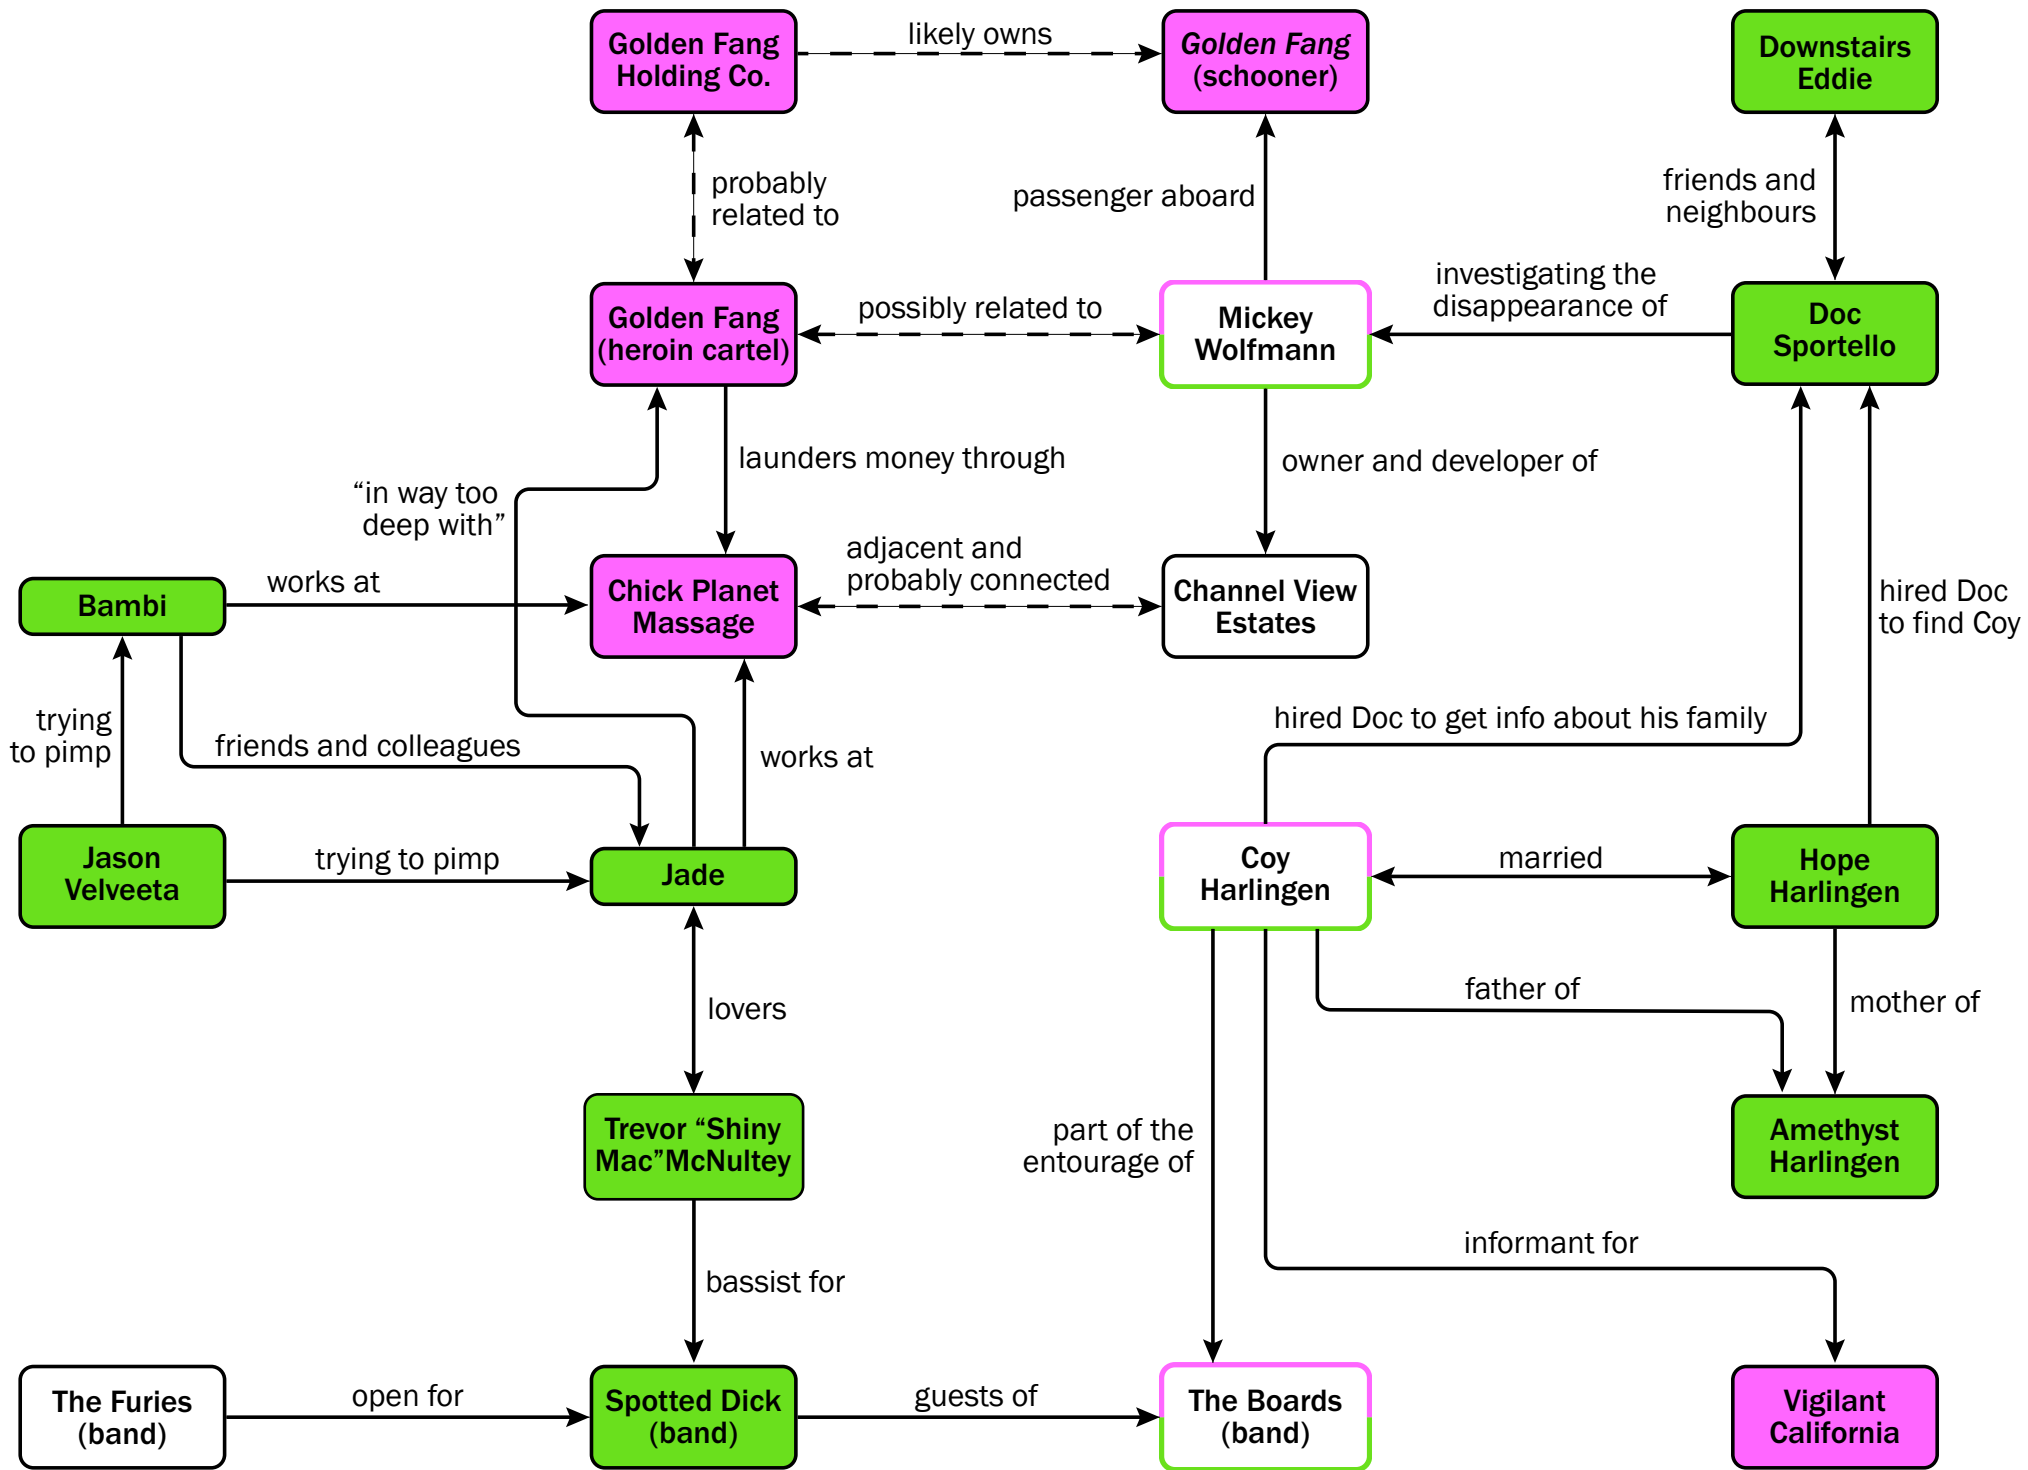 Golden Fang
Holding Co.
likely owns
Golden Fang
(schooner)
Downstairs
Eddie
probably
related to
passenger aboard
friends and
neighbours
Golden Fang
(heroin cartel)
possibly related to
Mickey
Wolfmann
investigating the
disappearance of
Doc
Sportello
“in way too
deep with”
launders money through
owner and developer of
Bambi
works at
Chick Planet
Massage
adjacent and
probably connected
Channel View
Estates
hired Doc
to find Coy
trying
to pimp
friends and colleagues
works at
hired Doc to get info about his family
Jason
Velveeta
trying to pimp
Jade
Coy
Harlingen
married
Hope
Harlingen
lovers
father of
mother of
Trevor “Shiny
Mac”McNultey
part of the
entourage of
Amethyst
Harlingen
bassist for
informant for
The Furies
(band)
open for
Spotted Dick
(band)
guests of
The Boards
(band)
Vigilant
California